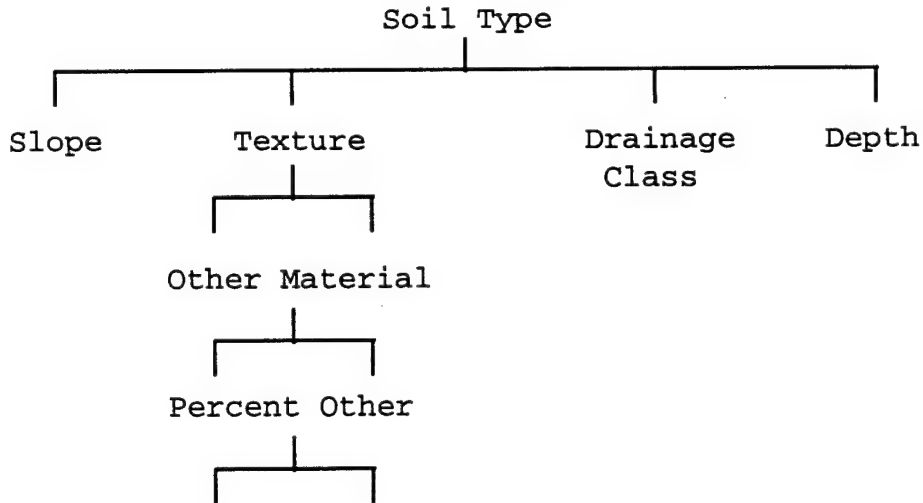 Soil Type
Slope Texture Drainage Depth
Class
Other Material
Percent Other